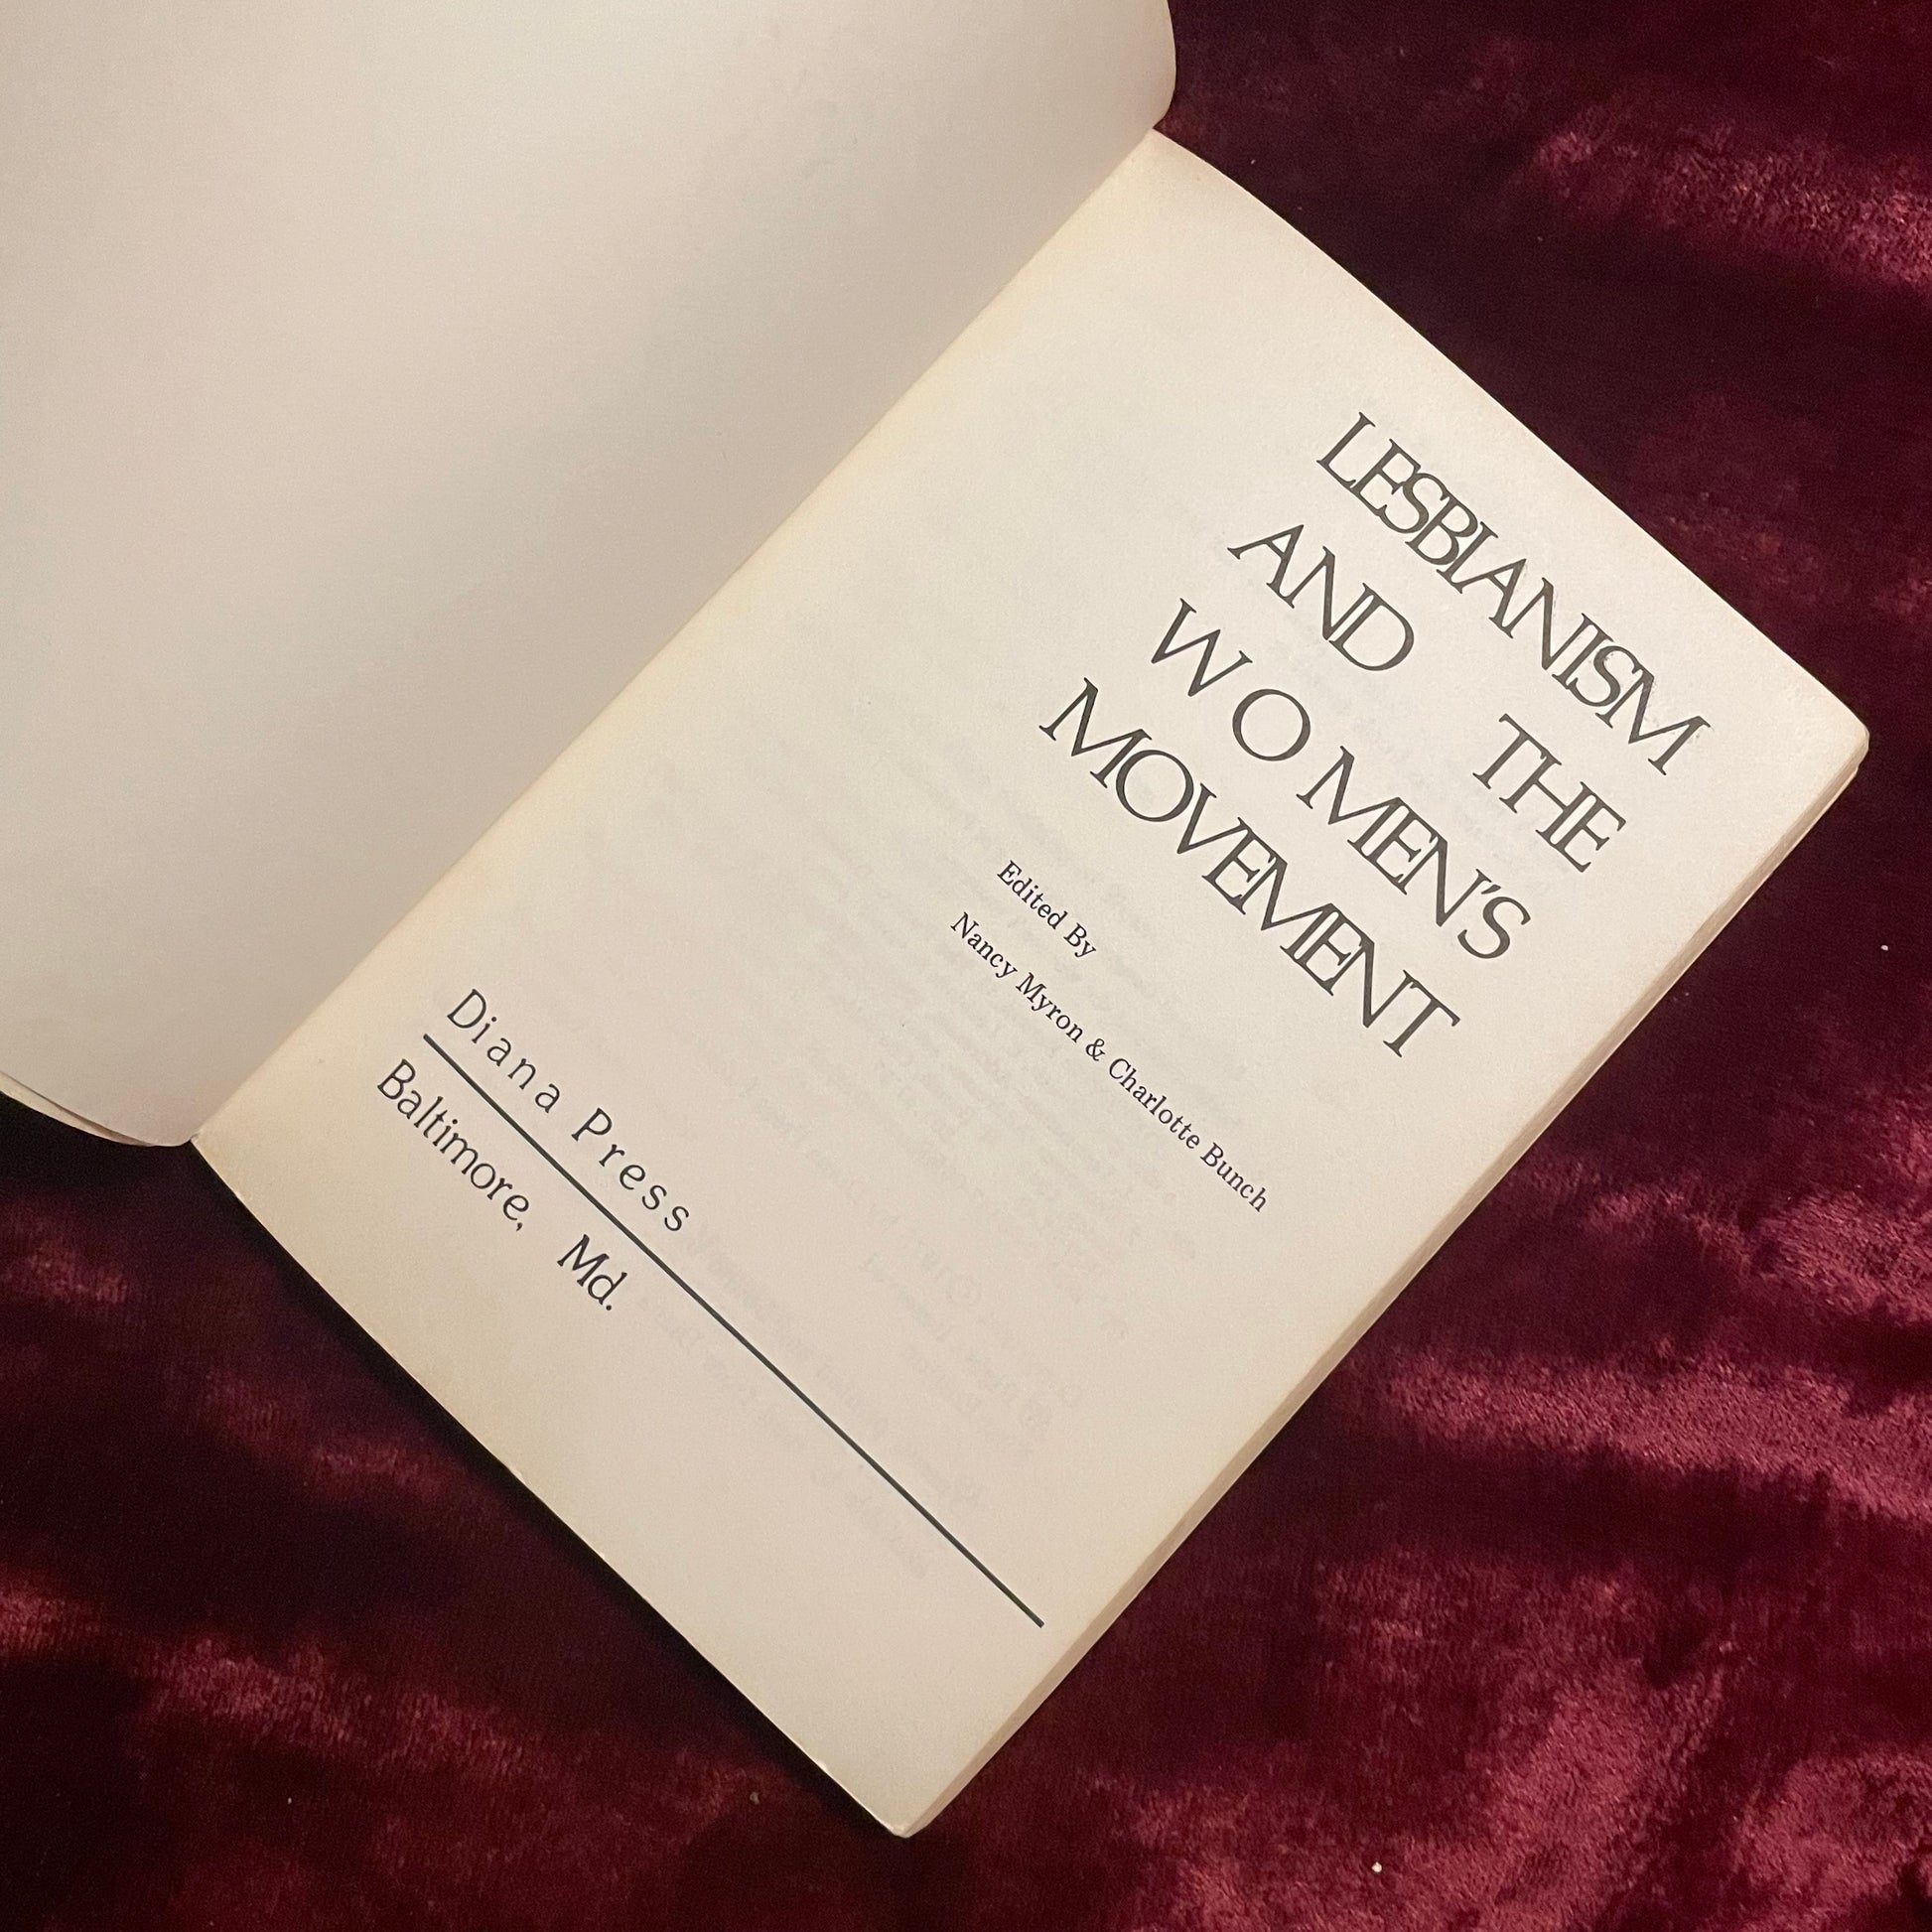 LESBIANISM
AND THE
WOMEN'S
MOVEMENT
Edited By
Nancy Myron & Charlotte Bunch
Diana Press
Baltimore, Md.